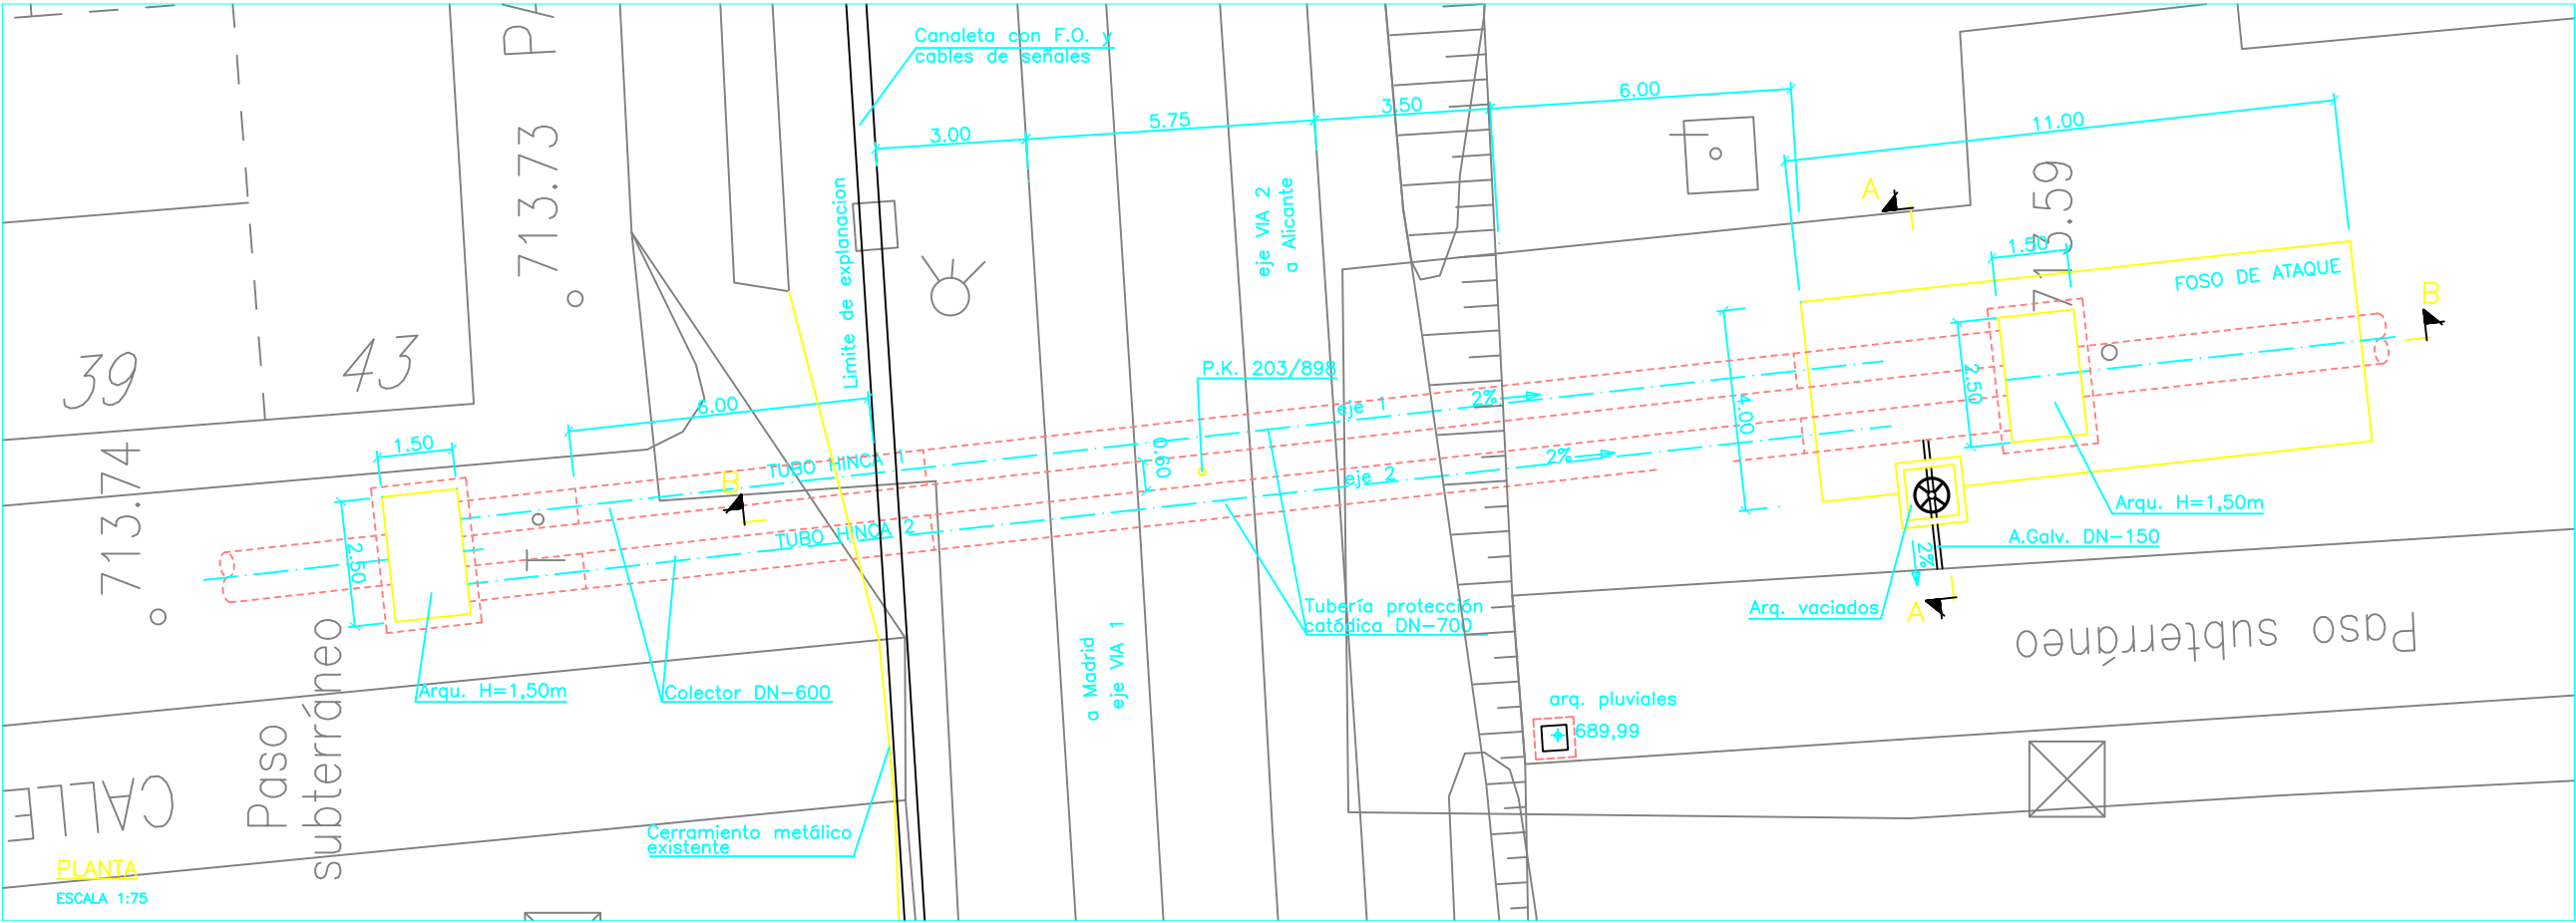 PA
Canaleta con F.O. y
cables de señales
3.00
5.75
3.50
6.00
11.00
713.73
713.59
Limite de explanacion
eje VIA 2
a Alicante
A
1.50
FOSO DE ATAQUE
B
39
43
P.K. 203/898
6.00
eje 1
2%
4.00
2.50
713.74
1.50
TUBO HINCA 1
0.60
eje 2
2%
B
2.50
TUBO HINCA 2
Arqu. H=1,50m
A.Galv. DN-150
2%
Tubería protección
catódica DN-700
Arq. vaciados
A
Paso subterráneo
a Madrid
eje VIA 1
Arqu. H=1,50m
Colector DN-600
arq. pluviales
689,99
Paso
subterráneo
CALLE
Cerramiento metálico
existente
PLANTA
ESCALA 1:75